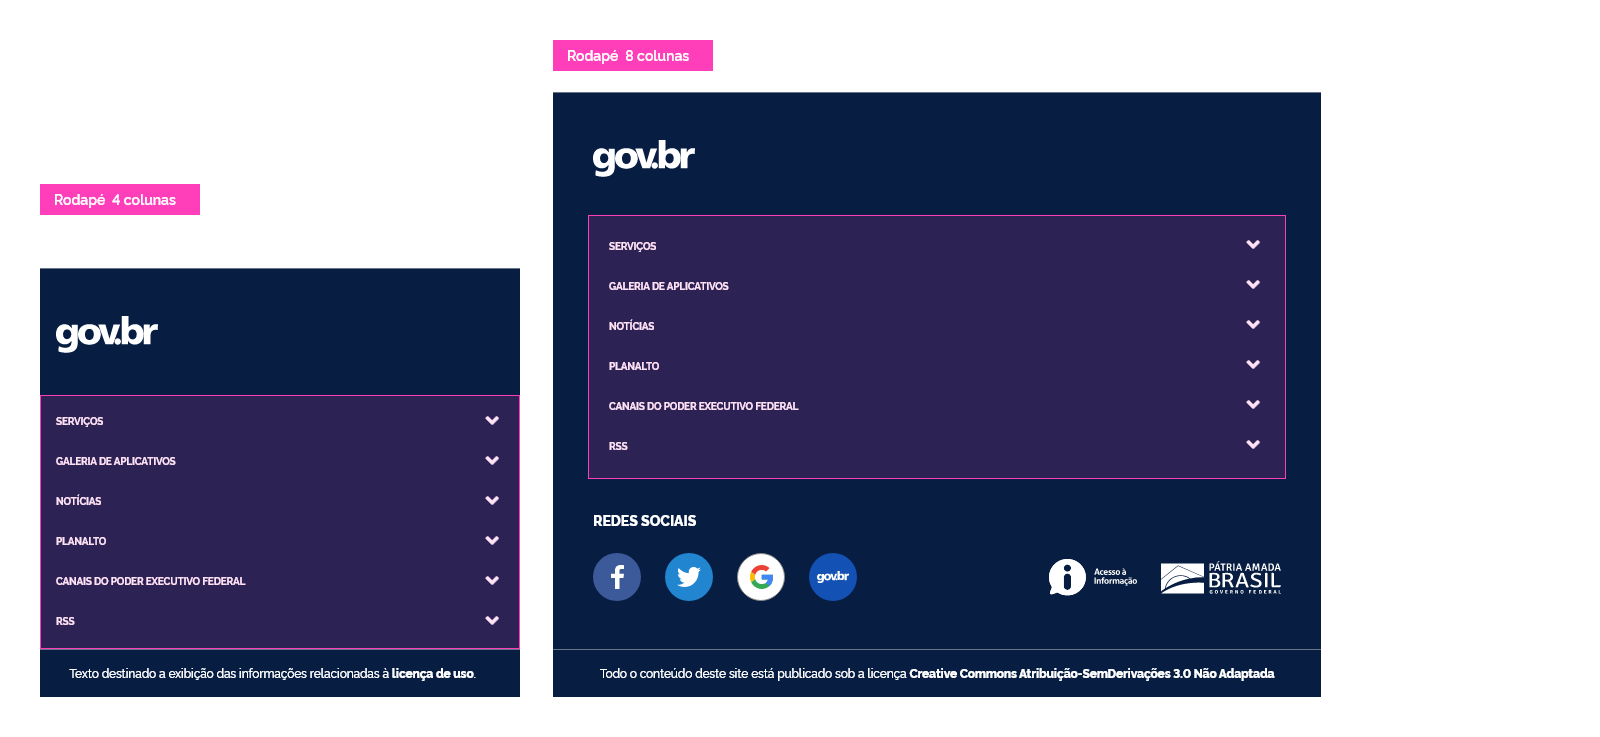 Rodapé 4 colunas
gov.br
SERVIÇOS
GALERIA DE APLICATIVOS
NOTÍCIAS
PLANALTO
CANAIS DO PODER EXECUTIVO FEDERAL
RSS
Texto destinado a exibição das informações relacionadas à licença de uso.
Rodapé 8 colunas
gov.br
SERVIÇOS
GALERIA DE APLICATIVOS
NOTÍCIAS
PLANALTO
CANAIS DO PODER EXECUTIVO FEDERAL
RSS
REDES SOCIAIS
gov.br
Acesso à
Informação
PÁTRIA AMADA
BRASIL
GOVERNO FEDERAL
Todo o conteúdo deste site está publicado sob a licença Creative Commons Atribuição-SemDerivações 3.0 Não Adaptada